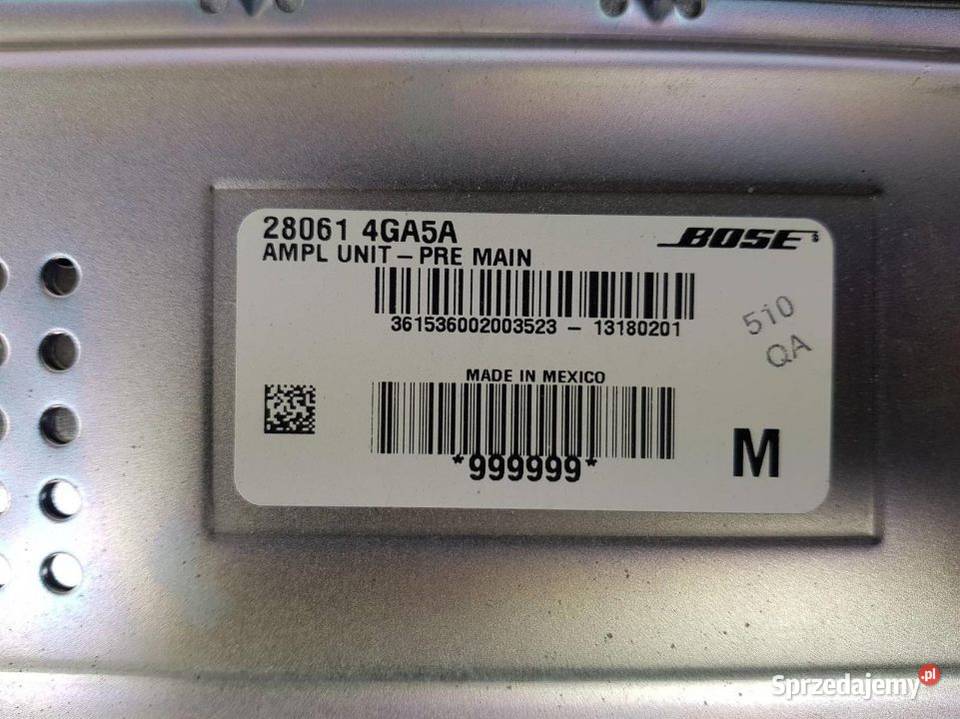 28061 4GA5A
BOSE
AMPL UNIT – PRE MAIN
361536002003523 – 13180201
510
QA
MADE IN MEXICO
*999999*
M
Sprzedajemy.pl